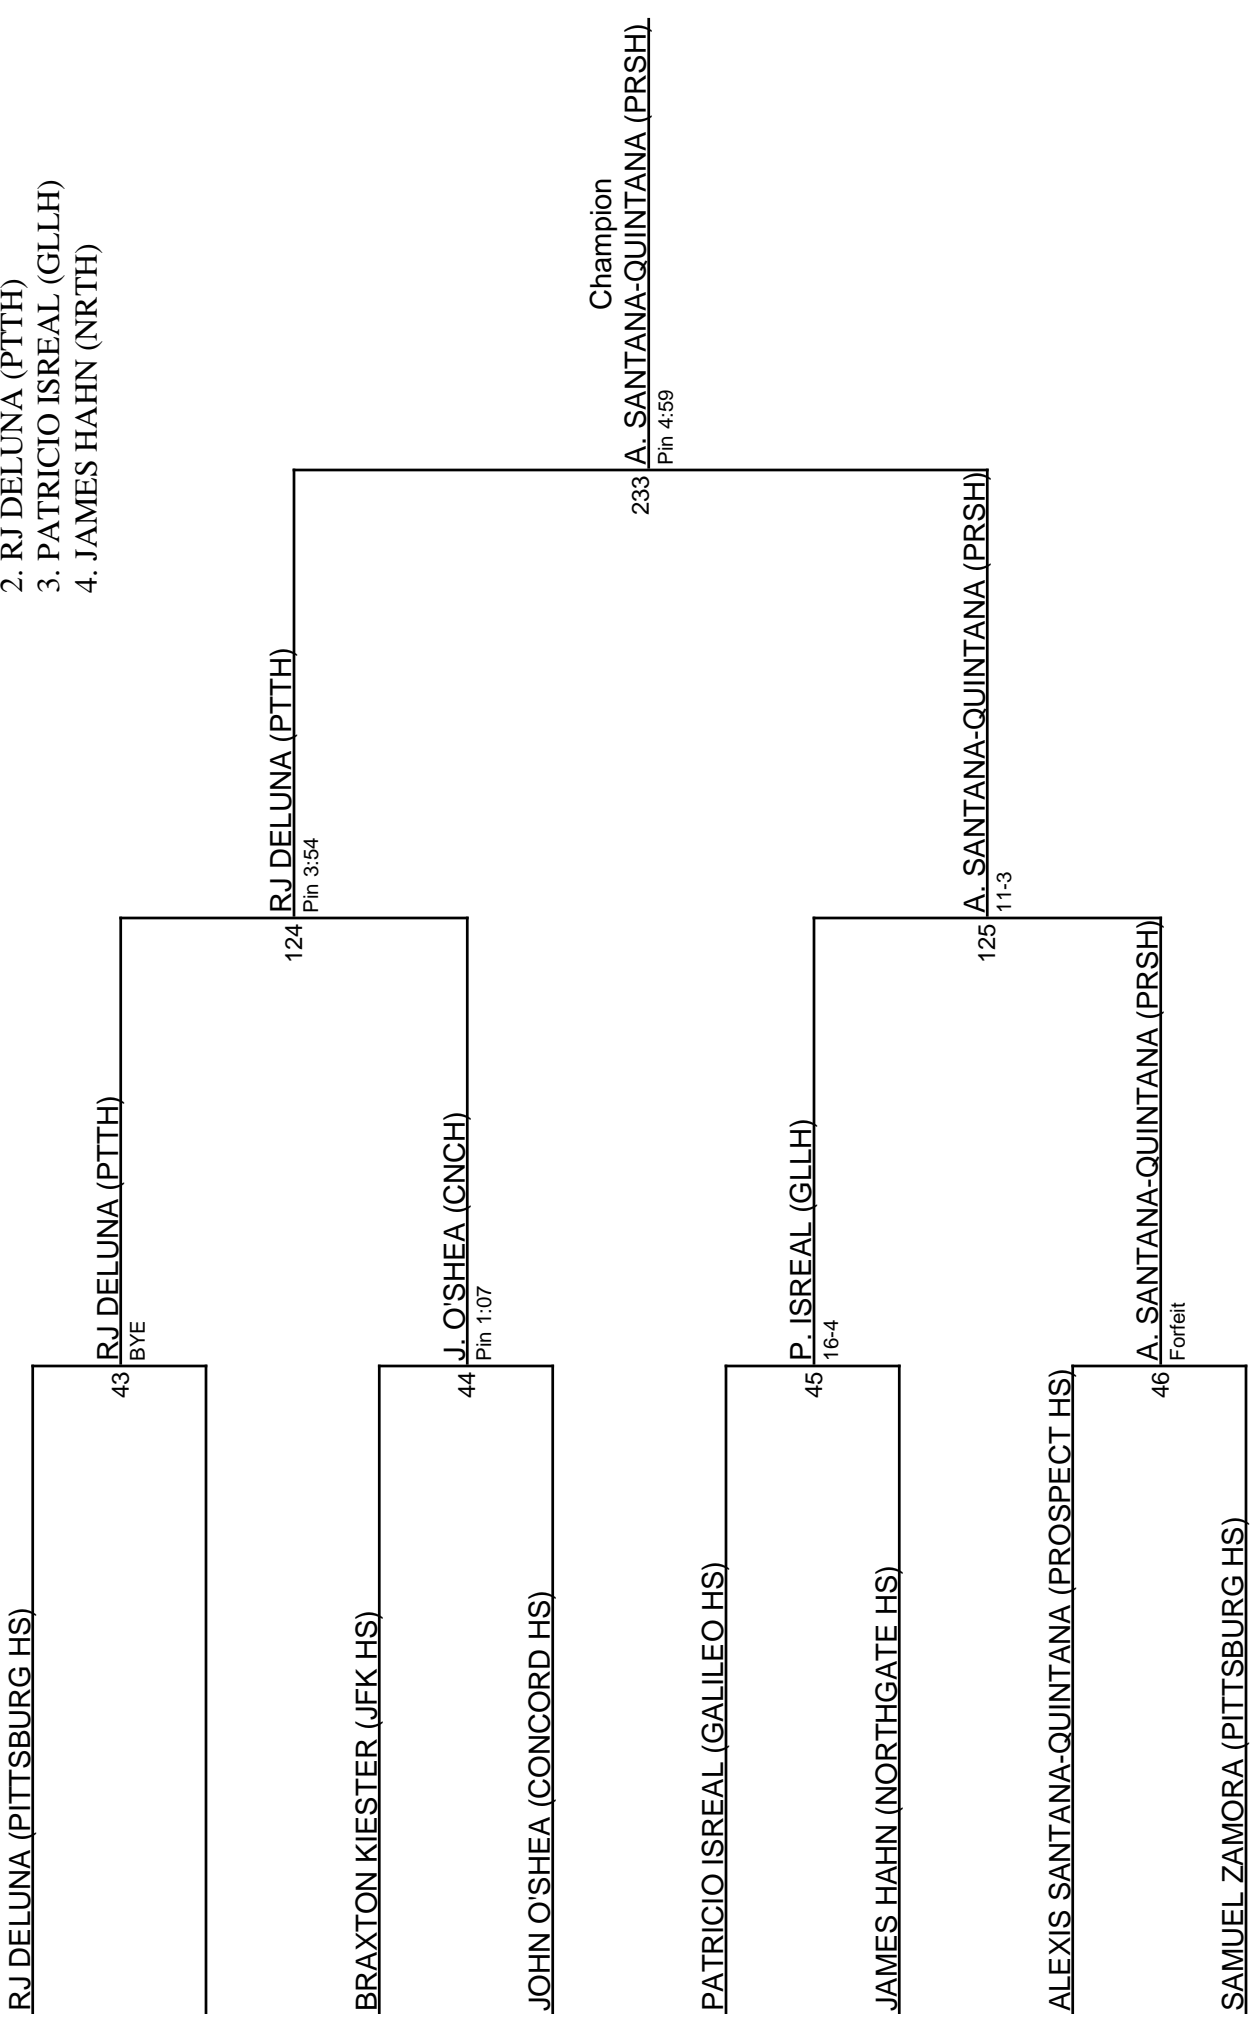 2. RJ DELUNA (PTTH)
3. PATRICIO ISREAL (GLLH)
4. JAMES HAHN (NRTH)
RJ DELUNA (PITTSBURG HS)
43
RJ DELUNA (PTTH)
BYE
BRAXTON KIESTER (JFK HS)
JOHN O'SHEA (CONCORD HS)
44
J. O'SHEA (CNCH)
Pin 1:07
124
RJ DELUNA (PTTH)
Pin 3:54
PATRICIO ISREAL (GALILEO HS)
JAMES HAHN (NORTHGATE HS)
45
P. ISREAL (GLLH)
16-4
ALEXIS SANTANA-QUINTANA (PROSPECT HS)
SAMUEL ZAMORA (PITTSBURG HS)
46
A. SANTANA-QUINTANA (PRSH)
Forfeit
125
A. SANTANA-QUINTANA (PRSH)
11-3
233
Champion
A. SANTANA-QUINTANA (PRSH)
Pin 4:59